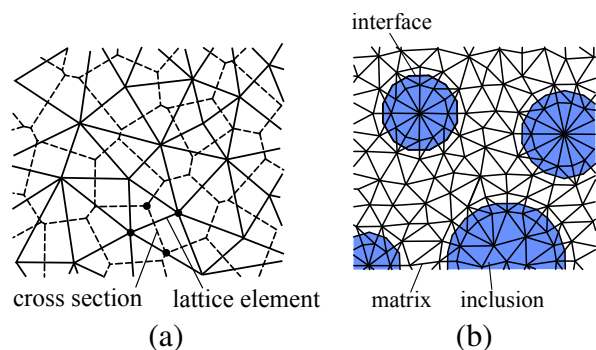 interface
cross section
lattice element
matrix
inclusion
(a)
(b)